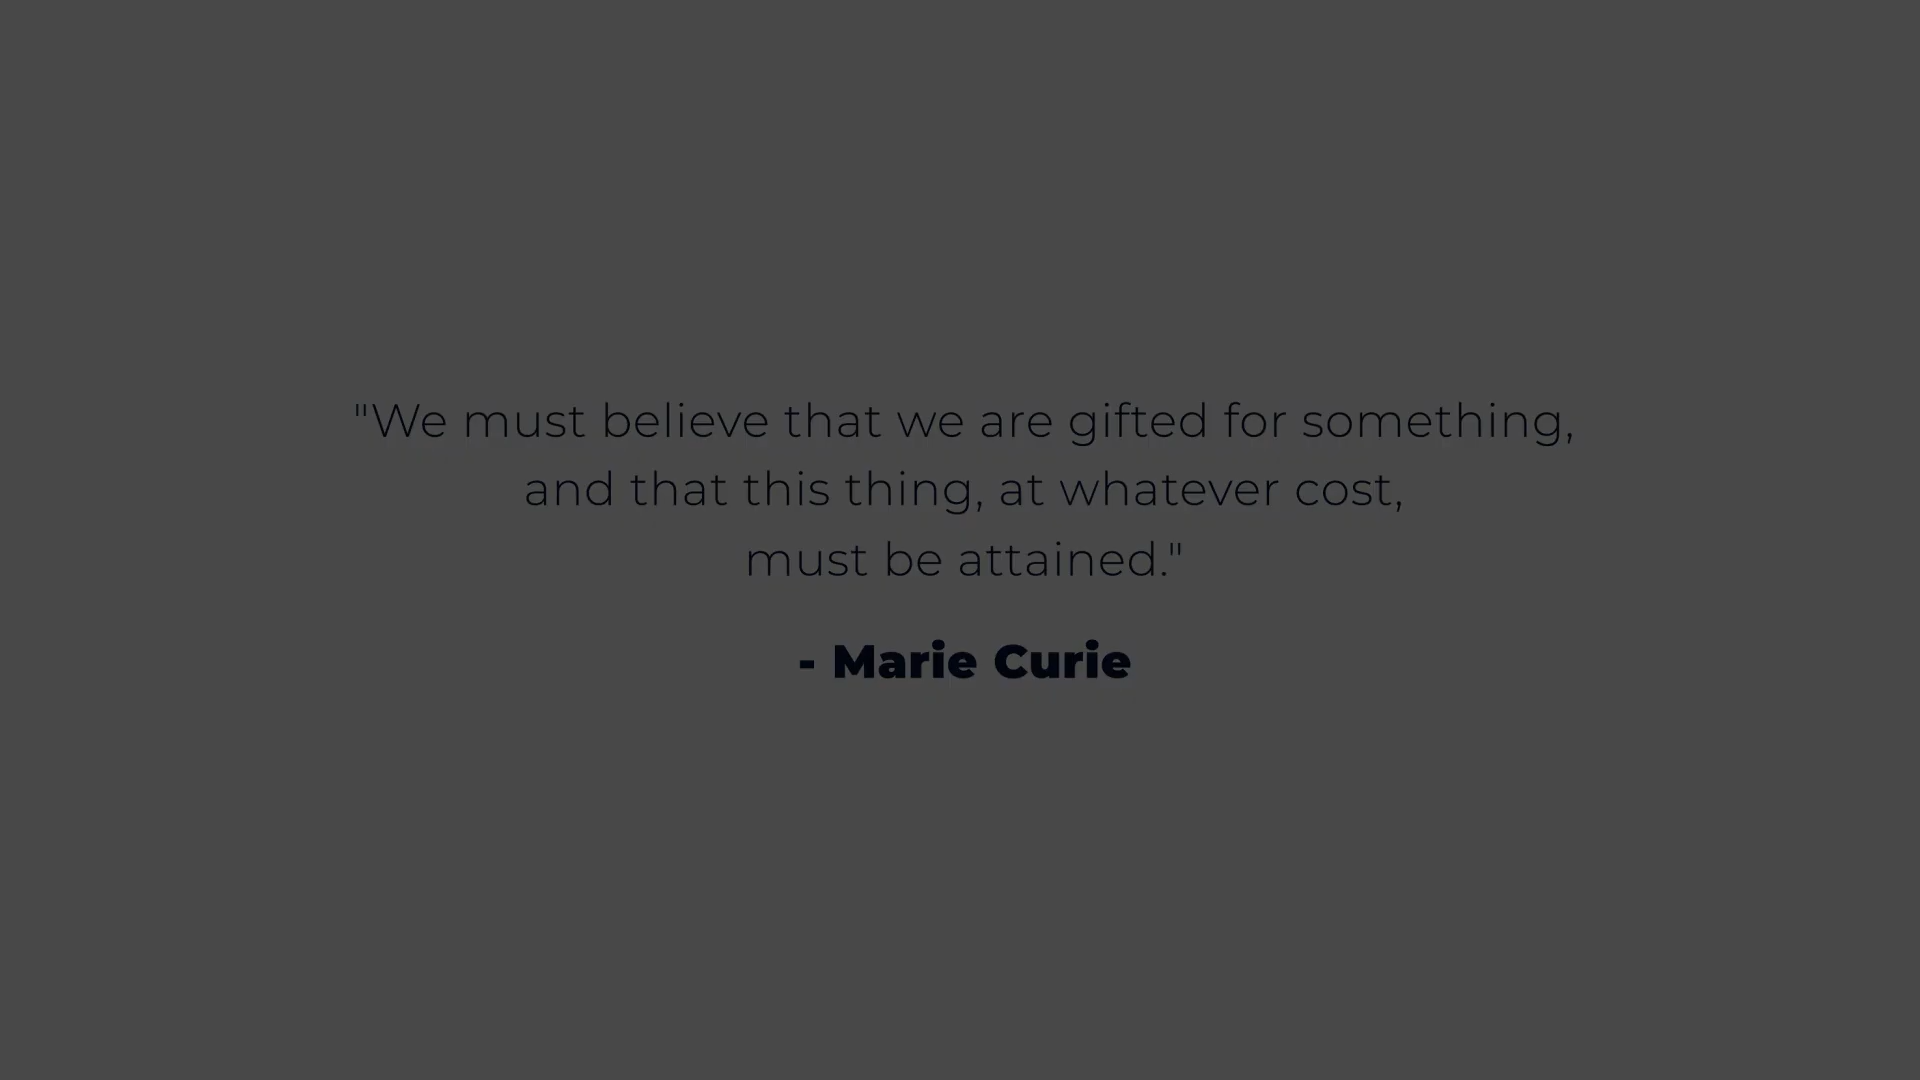 "We must believe that we are gifted for something,
and that this thing, at whatever cost,
must be attained."
- Marie Curie